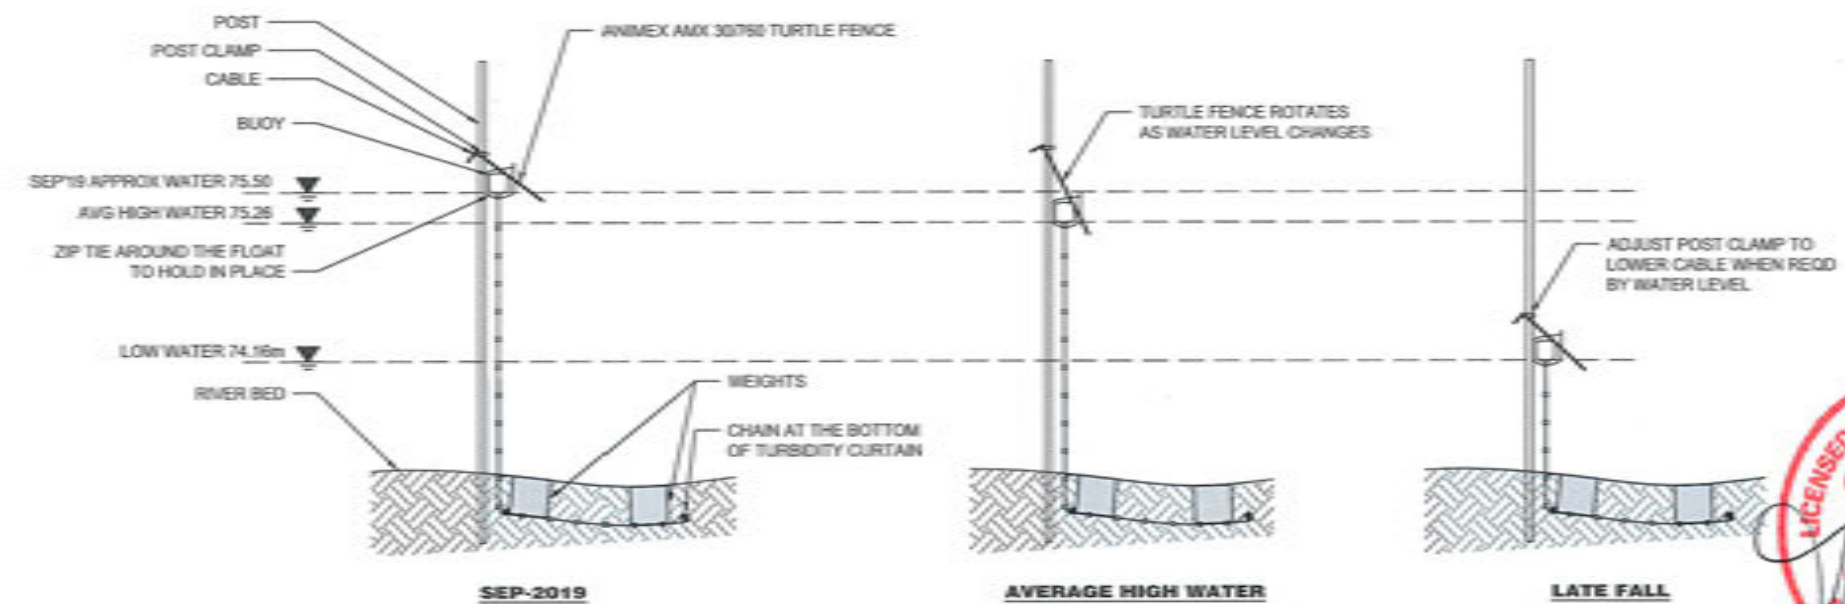 POST
POST CLAMP
CABLE
BUOY
ANIMEX AMX 30/760 TURTLE FENCE
SEP'19 APPROX WATER 75.50
AVG HIGH WATER 75.26
ZIP TIE AROUND THE FLOAT
TO HOLD IN PLACE
LOW WATER 74.16m
RIVER BED
WEIGHTS
CHAIN AT THE BOTTOM
OF TURBIDITY CURTAIN
TURTLE FENCE ROTATES
AS WATER LEVEL CHANGES
ADJUST POST CLAMP TO
LOWER CABLE WHEN REQD
BY WATER LEVEL
LICENSED
SEP-2019
AVERAGE HIGH WATER
LATE FALL